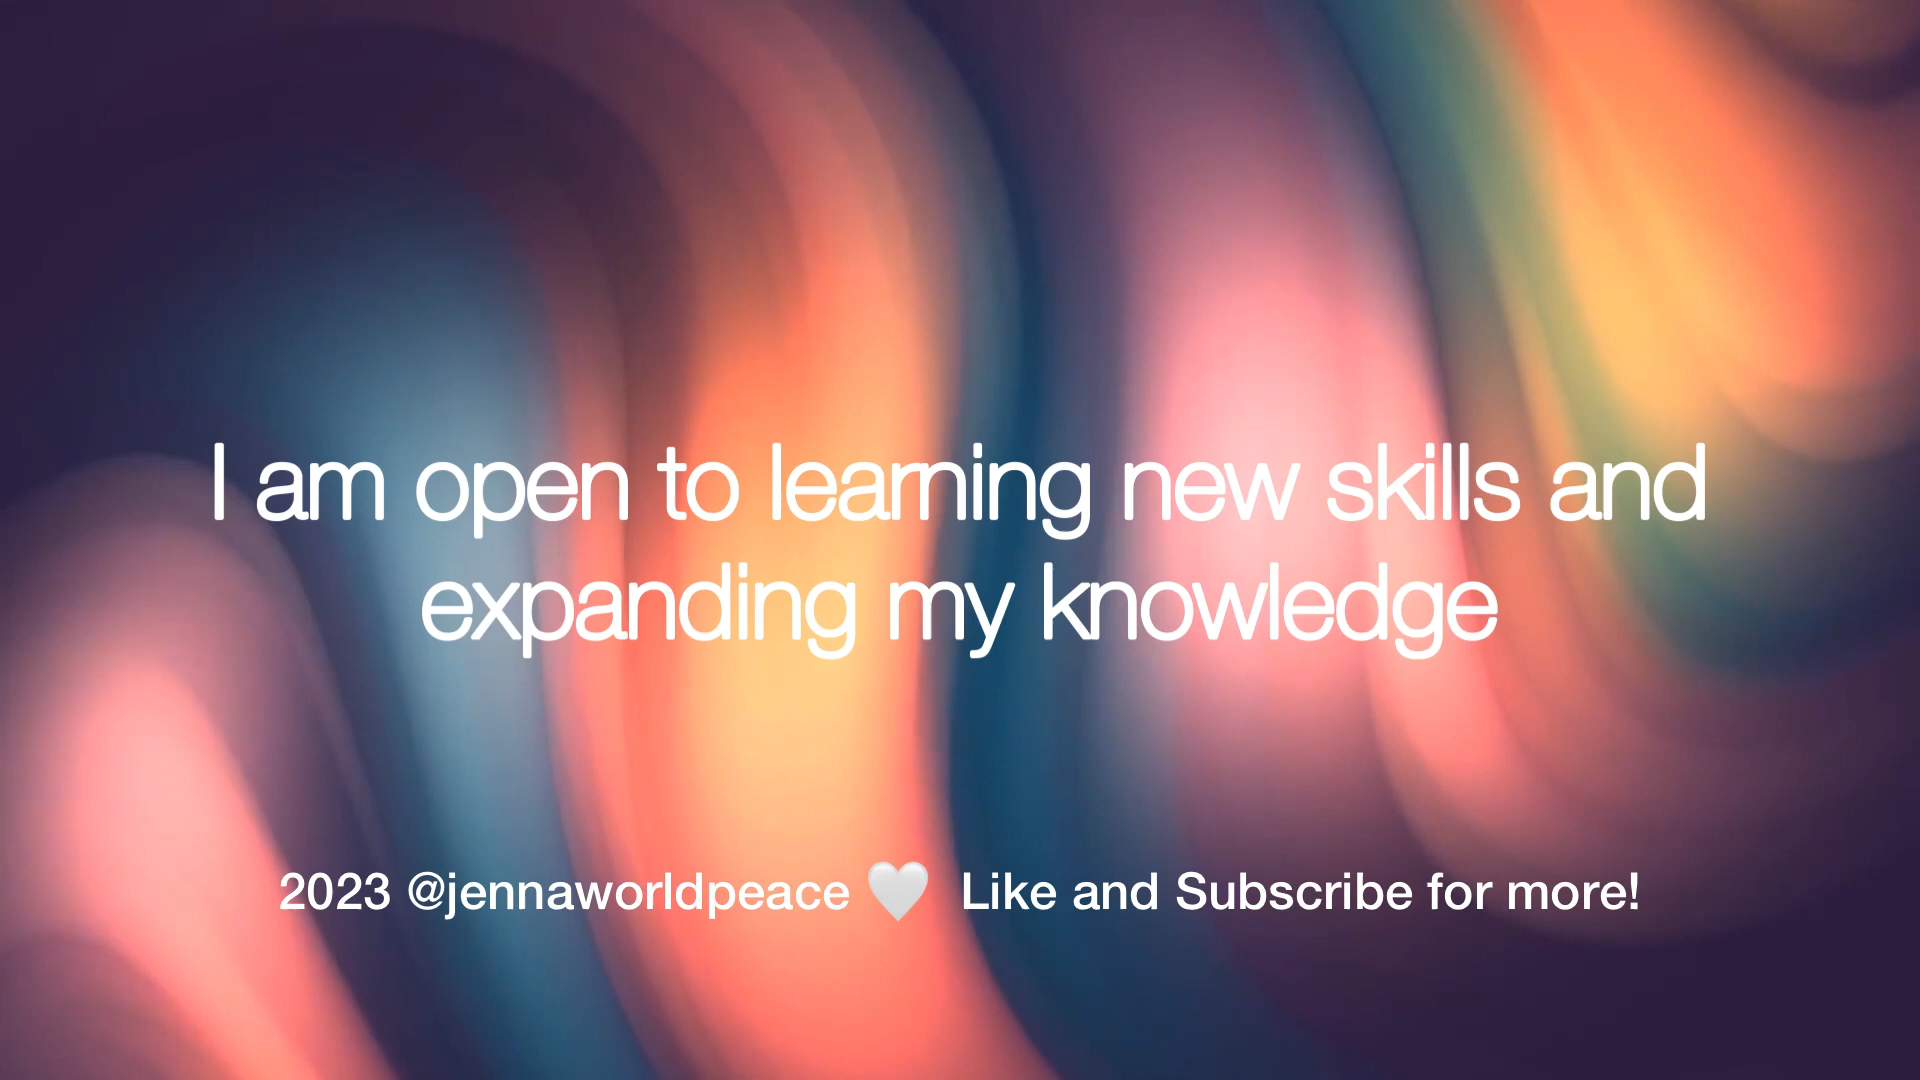 I am open to learning new skills and
expanding my knowledge
2023 @jennaworldpeace 🤍 Like and Subscribe for more!